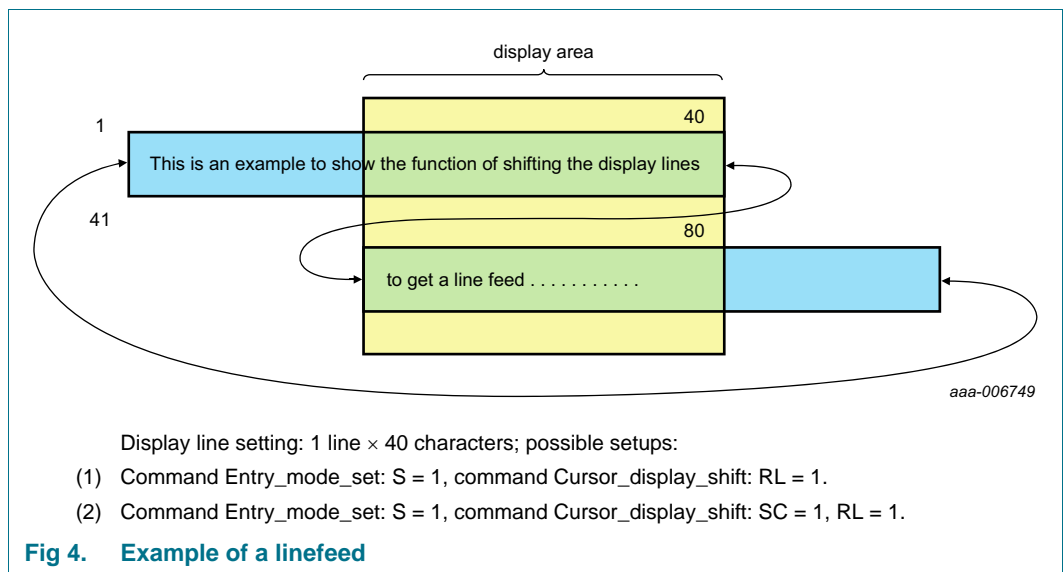 display area
40
1
This is an example to show the function of shifting the display lines
41
80
to get a line feed . . . . . . . . . . .
aaa-006749
Display line setting: 1 line × 40 characters; possible setups:
(1) Command Entry_mode_set: S = 1, command Cursor_display_shift: RL = 1.
(2) Command Entry_mode_set: S = 1, command Cursor_display_shift: SC = 1, RL = 1.
Fig 4. Example of a linefeed